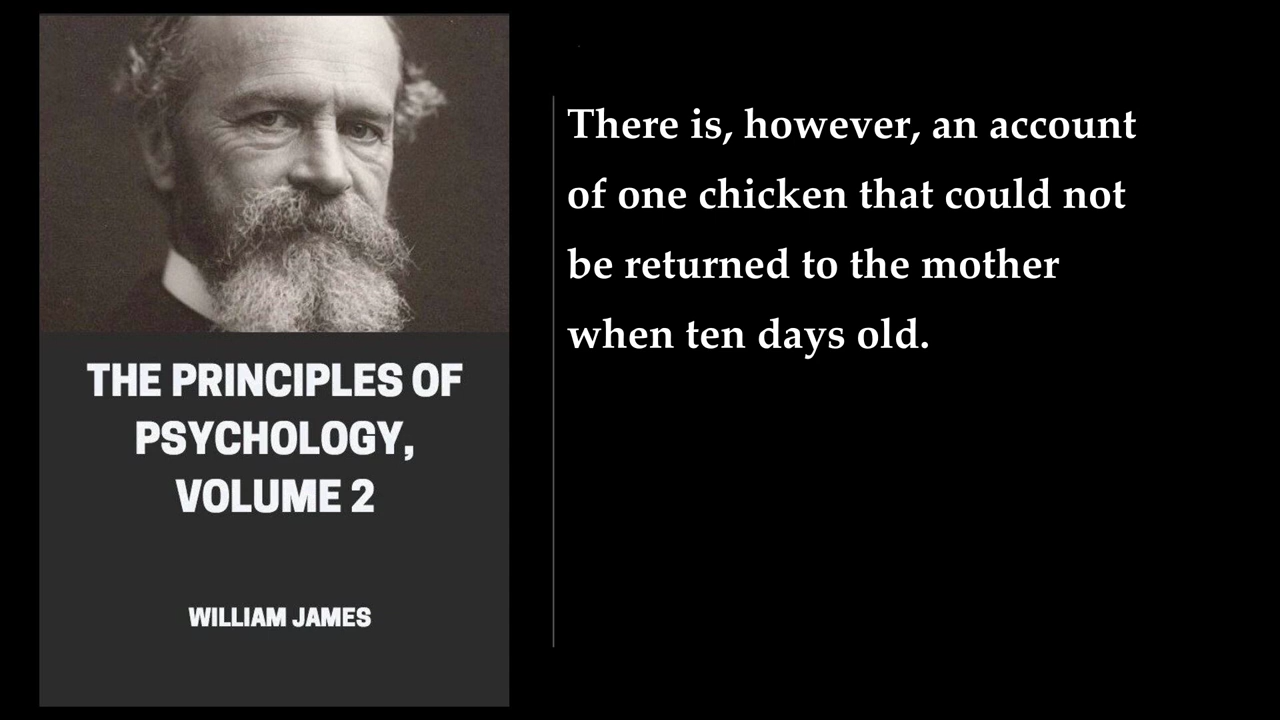 THE PRINCIPLES OF
PSYCHOLOGY,
VOLUME 2
WILLIAM JAMES
There is, however, an account
of one chicken that could not
be returned to the mother
when ten days old.